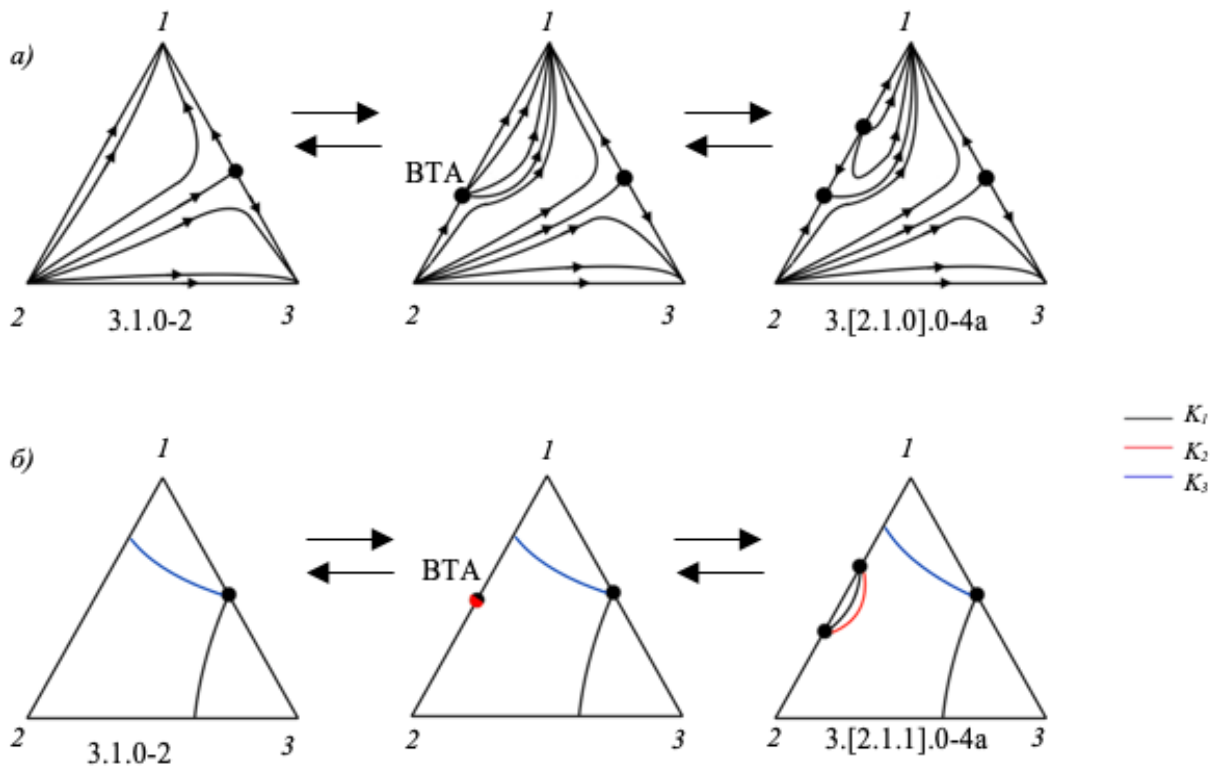 1 1 1
а)
BTA
2 3 2 3 2 3
3.1.0-2 3.[2.1.0].0-4a
K₁
1 1 1
б)
K₂
K₃
BTA
2 3 2 3 2 3
3.1.0-2 3.[2.1.1].0-4a